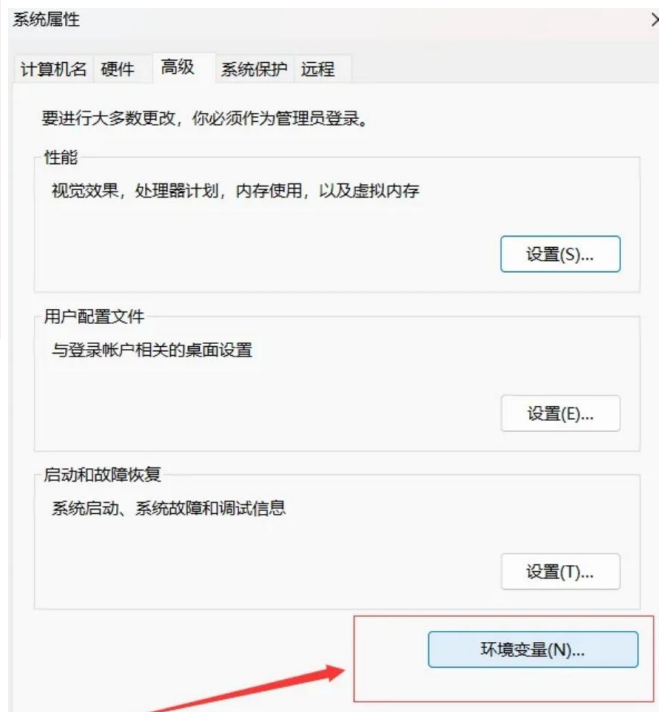 系统属性
计算机名 硬件 高级 系统保护 远程
要进行大多数更改，你必须作为管理员登录。
性能
视觉效果，处理器计划，内存使用，以及虚拟内存
设置(S)...
用户配置文件
与登录帐户相关的桌面设置
设置(E)...
启动和故障恢复
系统启动、系统故障和调试信息
设置(T)...
环境变量(N)...